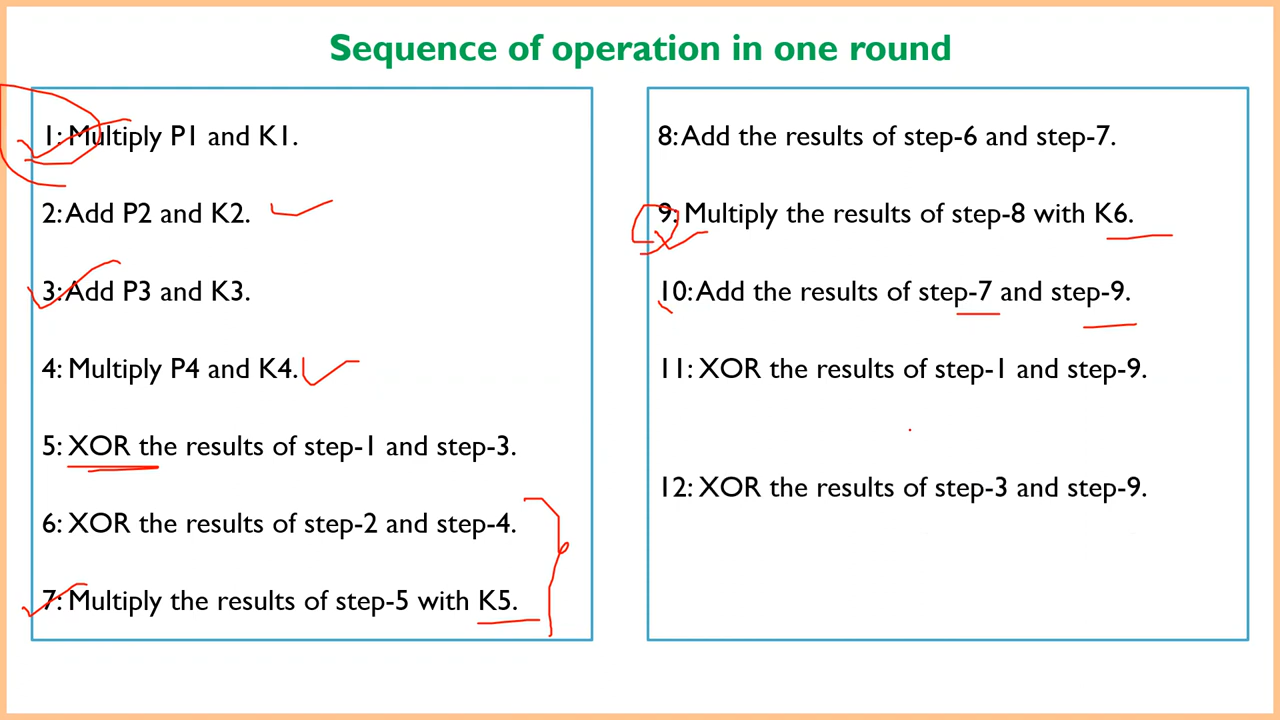 Sequence of operation in one round
1: Multiply P1 and K1.
2: Add P2 and K2.
3: Add P3 and K3.
4: Multiply P4 and K4.
5: XOR the results of step-1 and step-3.
6: XOR the results of step-2 and step-4.
7: Multiply the results of step-5 with K5.
8: Add the results of step-6 and step-7.
9: Multiply the results of step-8 with K6.
10: Add the results of step-7 and step-9.
11: XOR the results of step-1 and step-9.
12: XOR the results of step-3 and step-9.